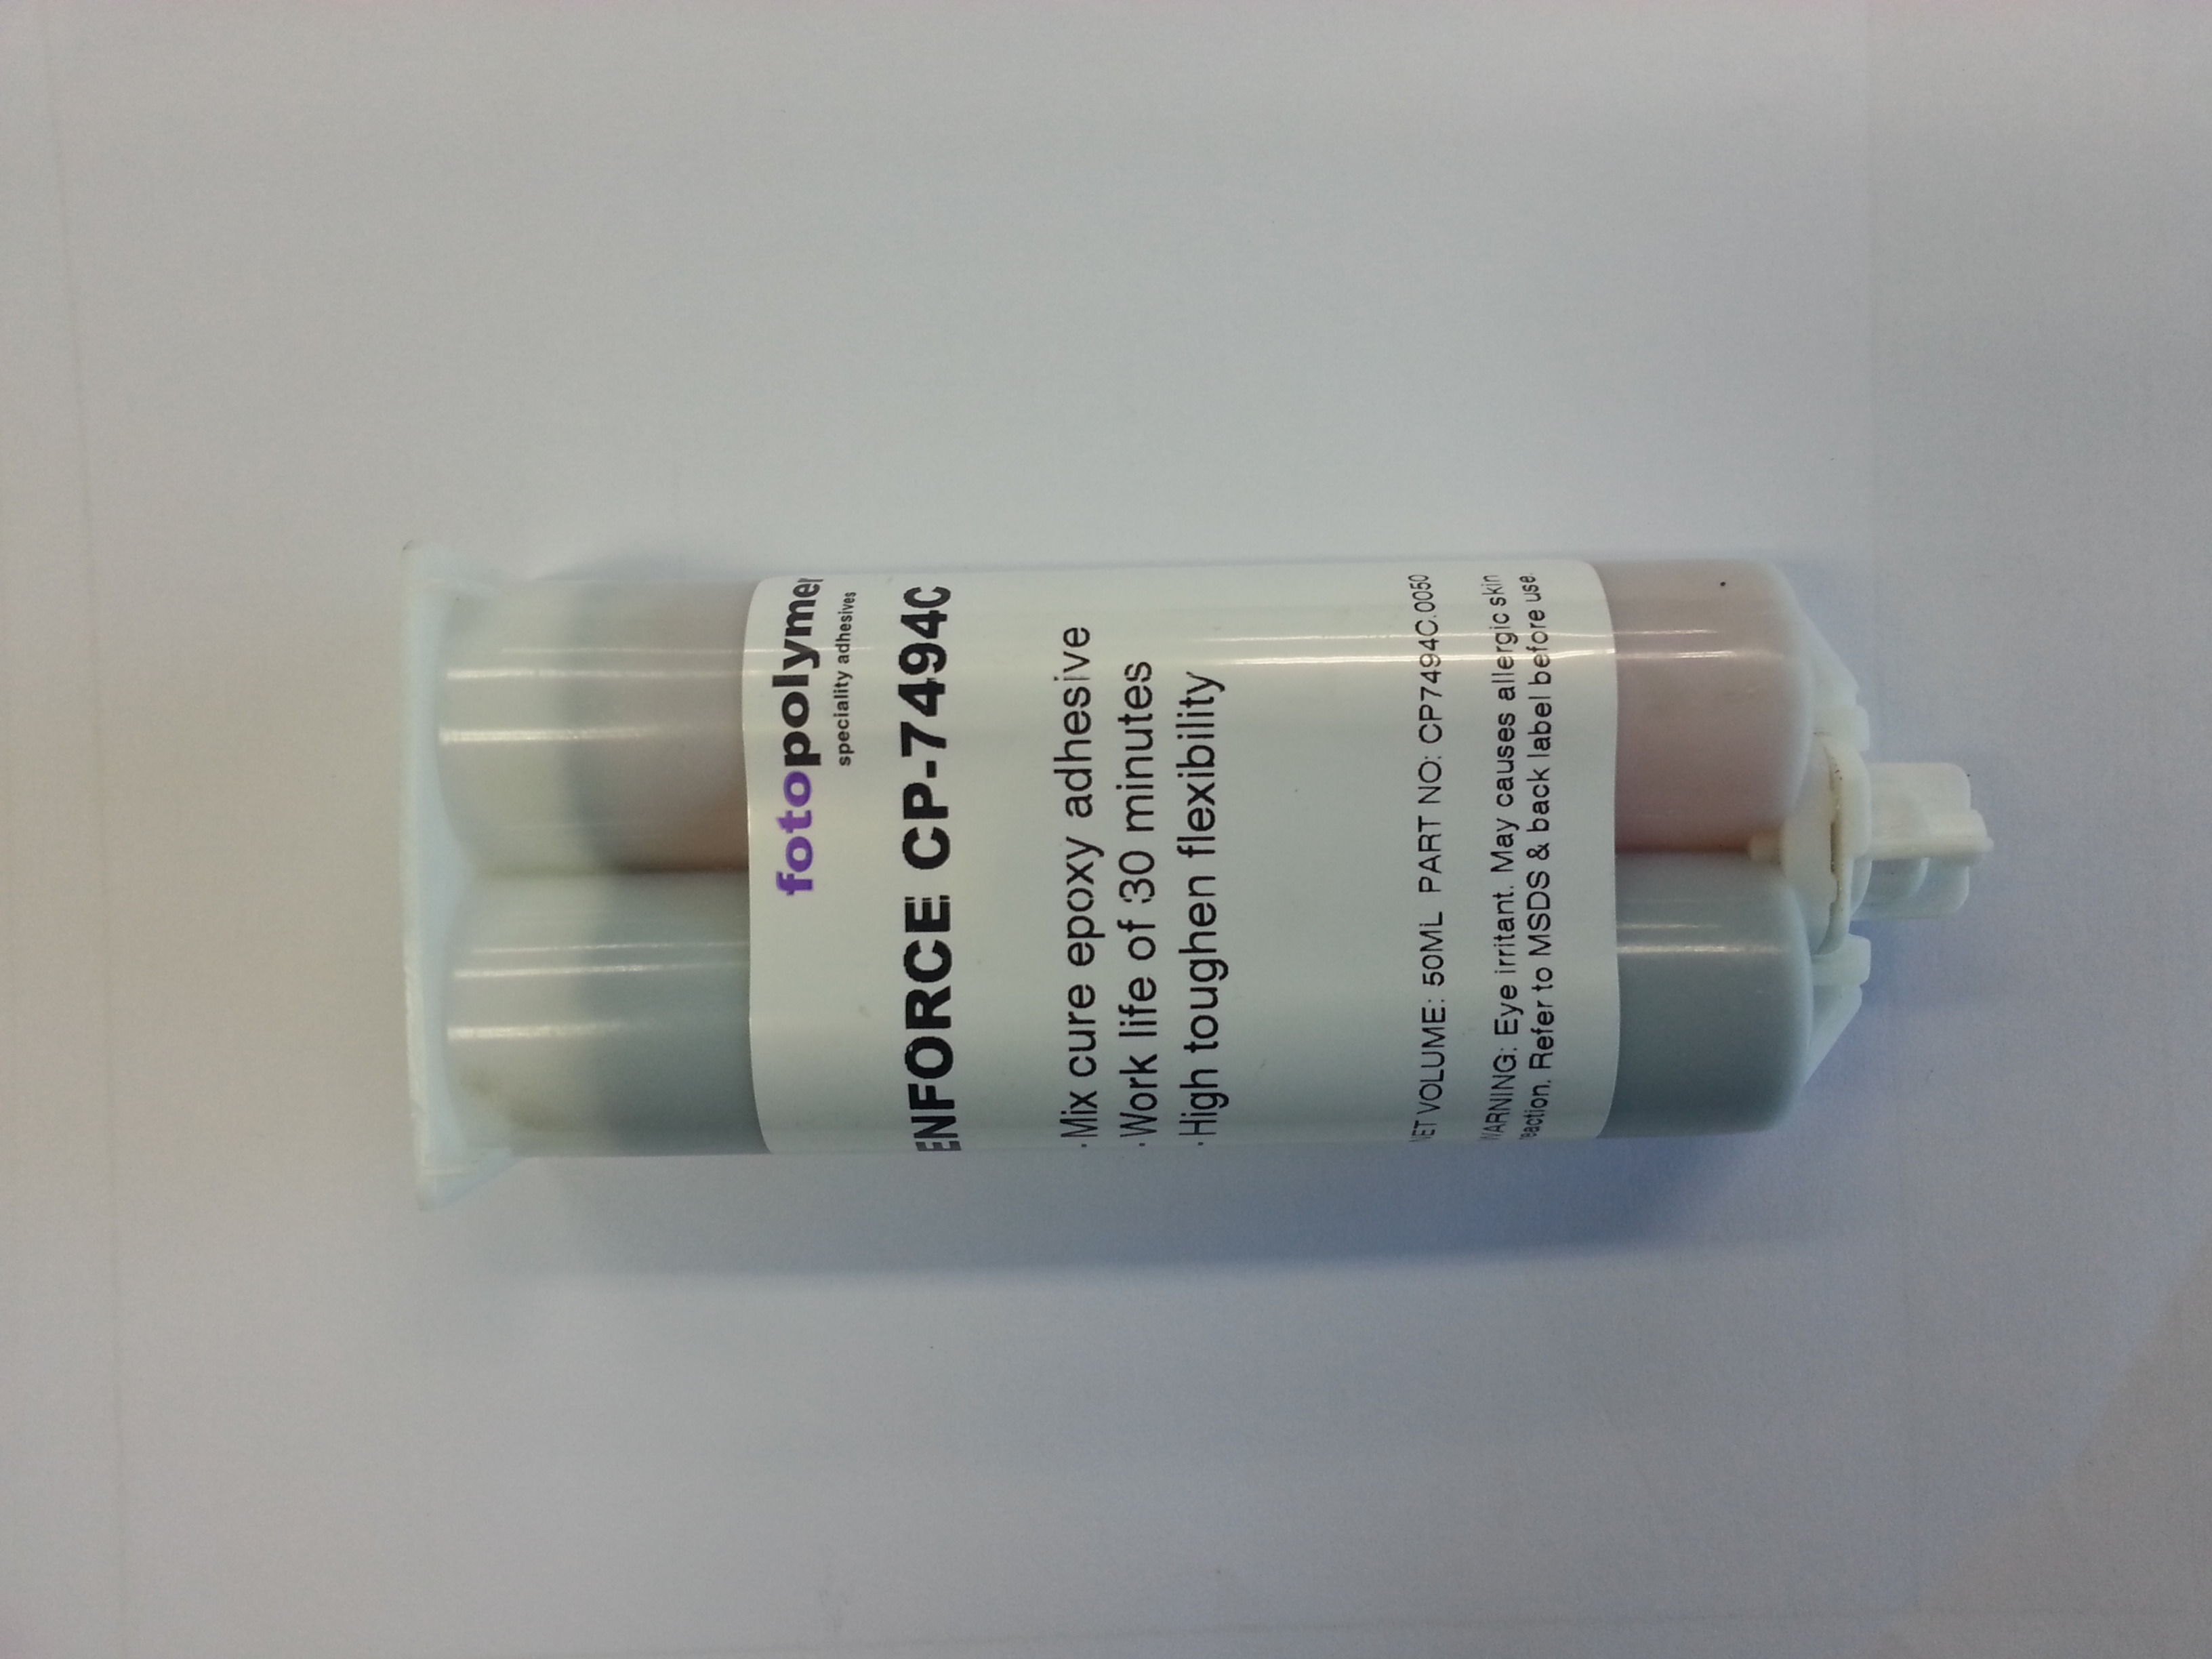 fotopolymer
speciality adhesives
ENFORCE CP-7494C
·Mix cure epoxy adhesive
·Work life of 30 minutes
·High toughen flexibility
NET VOLUME: 50ML PART NO: CP7494C.0050
WARNING: Eye irritant. May causes allergic skin
reaction. Refer to MSDS & back label before use.